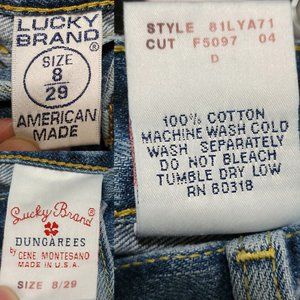 LUCKY
BRAND
SIZE
8
29
AMERICAN
MADE
STYLE 81LYA71
CUT F5097 04
D
100% COTTON
MACHINE WASH COLD
WASH SEPARATELY
DO NOT BLEACH
TUMBLE DRY LOW
RN 80318
Lucky Brand
DUNGAREES
by GENE MONTESANO
MADE IN U.S.A.
SIZE 8/29